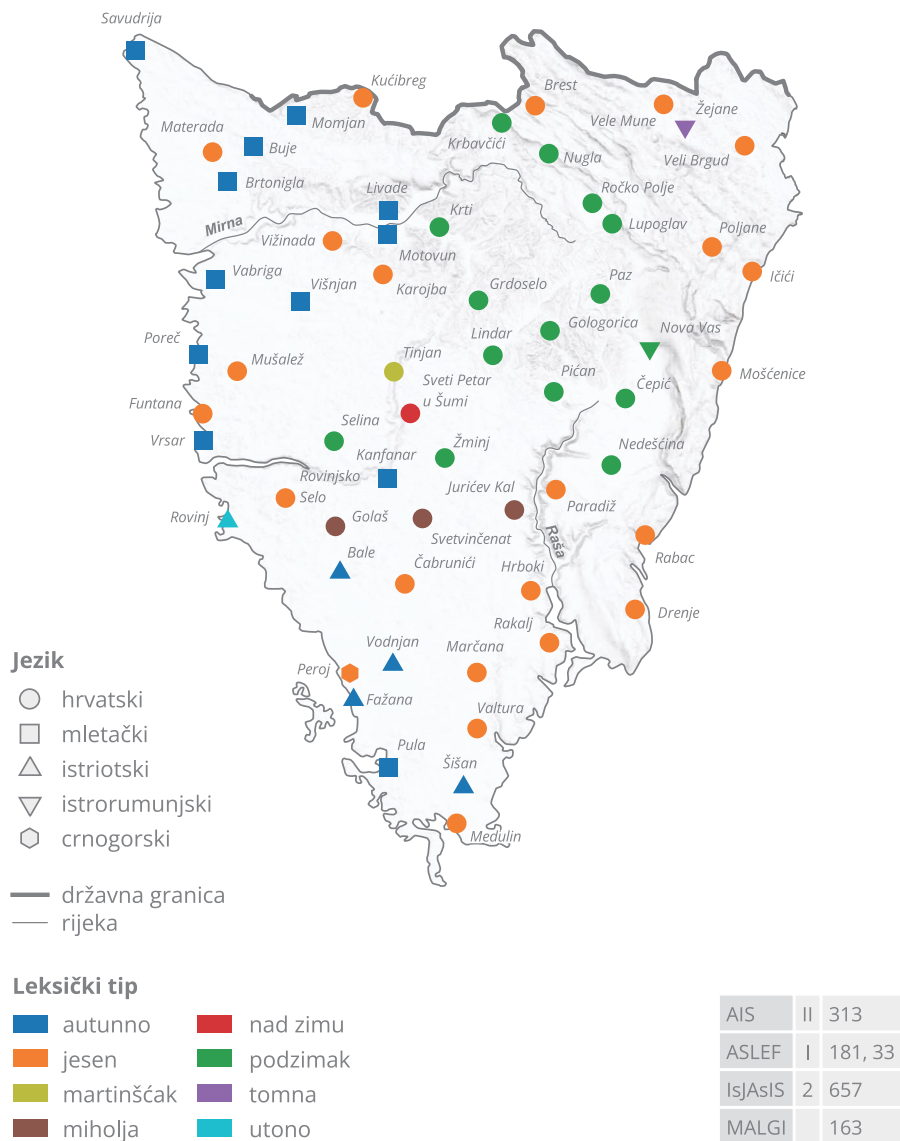 Savudrija
Kućibreg
Brest
Momjan
Vele Mune
Žejane
Materada
Krbavčići
Buje
Nugla
Veli Brgud
Brtonigla
Livade
Ročko Polje
Krti
Mirna
Lupoglav
Poljane
Vižinada
Motovun
Vabriga
Ičići
Višnjan
Karojba
Grdoselo
Paz
Gologorica
Nova Vas
Poreč
Lindar
Tinjan
Mušalež
Pićan
Mošćenice
Sveti Petar
u Šumi
Čepić
Funtana
Selina
Vrsar
Žminj
Nedešćina
Kanfanar
Rovinjsko
Selo
Jurićev Kal
Paradiž
Rovinj
Golaš
Svetvinčenat
Raša
Bale
Čabrunići
Hrboki
Rabac
Drenje
Rakalj
Vodnjan
Marčana
Peroj
Fažana
Valtura
Pula
Šišan
Medulin
Jezik
hrvatski
mletački
istriotski
istrorumunjski
crnogorski
državna granica
rijeka
Leksički tip
autunno
nad zimu
jesen
podzimak
martinšćak
tomna
miholja
utono
AIS II 313
ASLEF I 181, 33
IsJAsIS 2 657
MALGI 163